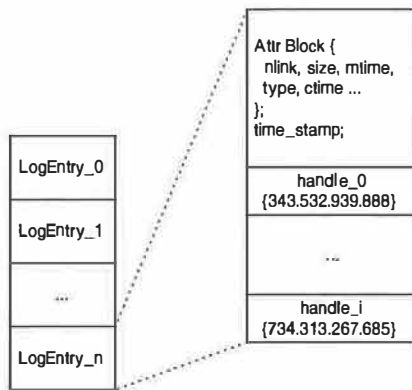 LogEntry_0
LogEntry_1
...
LogEntry_n
Attr Block {
nlink, size, mtime,
type, ctime ...
};
time_stamp;
handle_0
{343.532.939.888}
...
handle_i
{734.313.267.685}